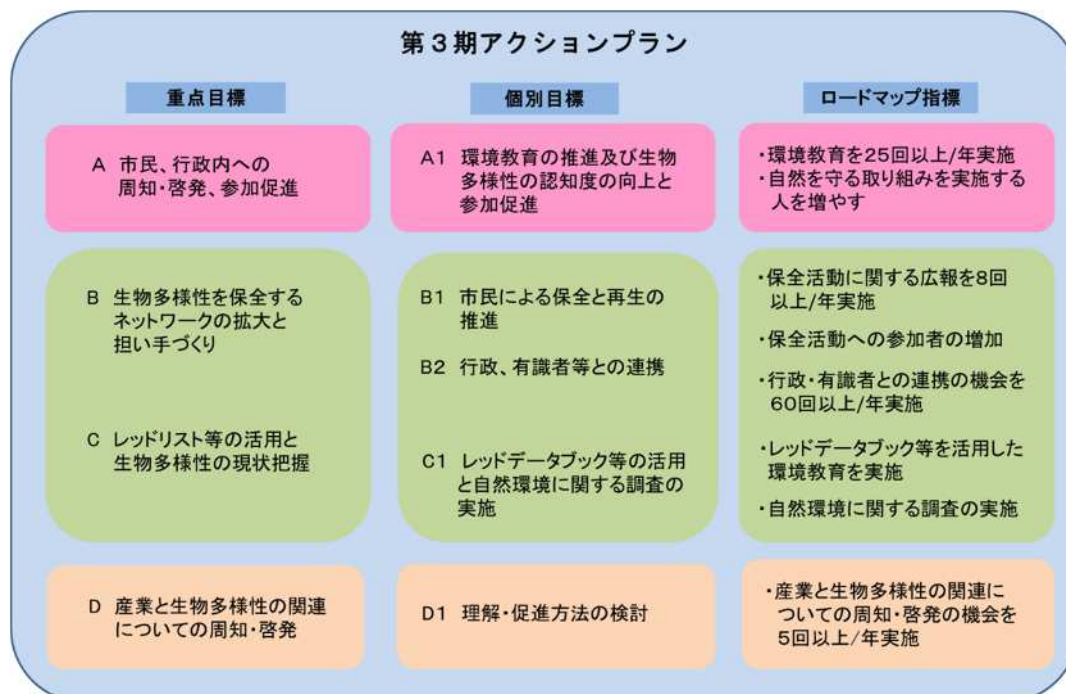 第3期アクションプラン
重点目標
個別目標
ロードマップ指標
A 市民、行政内への
周知・啓発、参加促進
A1 環境教育の推進及び生物
多様性の認知度の向上と
参加促進
・環境教育を25回以上/年実施
・自然を守る取り組みを実施する
人を増やす
B 生物多様性を保全する
ネットワークの拡大と
担い手づくり
B1 市民による保全と再生の
推進
B2 行政、有識者等との連携
・保全活動に関する広報を8回
以上/年実施
・保全活動への参加者の増加
・行政・有識者との連携の機会を
60回以上/年実施
C レッドリスト等の活用と
生物多様性の現状把握
C1 レッドデータブック等の活用
と自然環境に関する調査の
実施
・レッドデータブック等を活用した
環境教育を実施
・自然環境に関する調査の実施
D 産業と生物多様性の関連
についての周知・啓発
D1 理解・促進方法の検討
・産業と生物多様性の関連に
ついての周知・啓発の機会を
5回以上/年実施